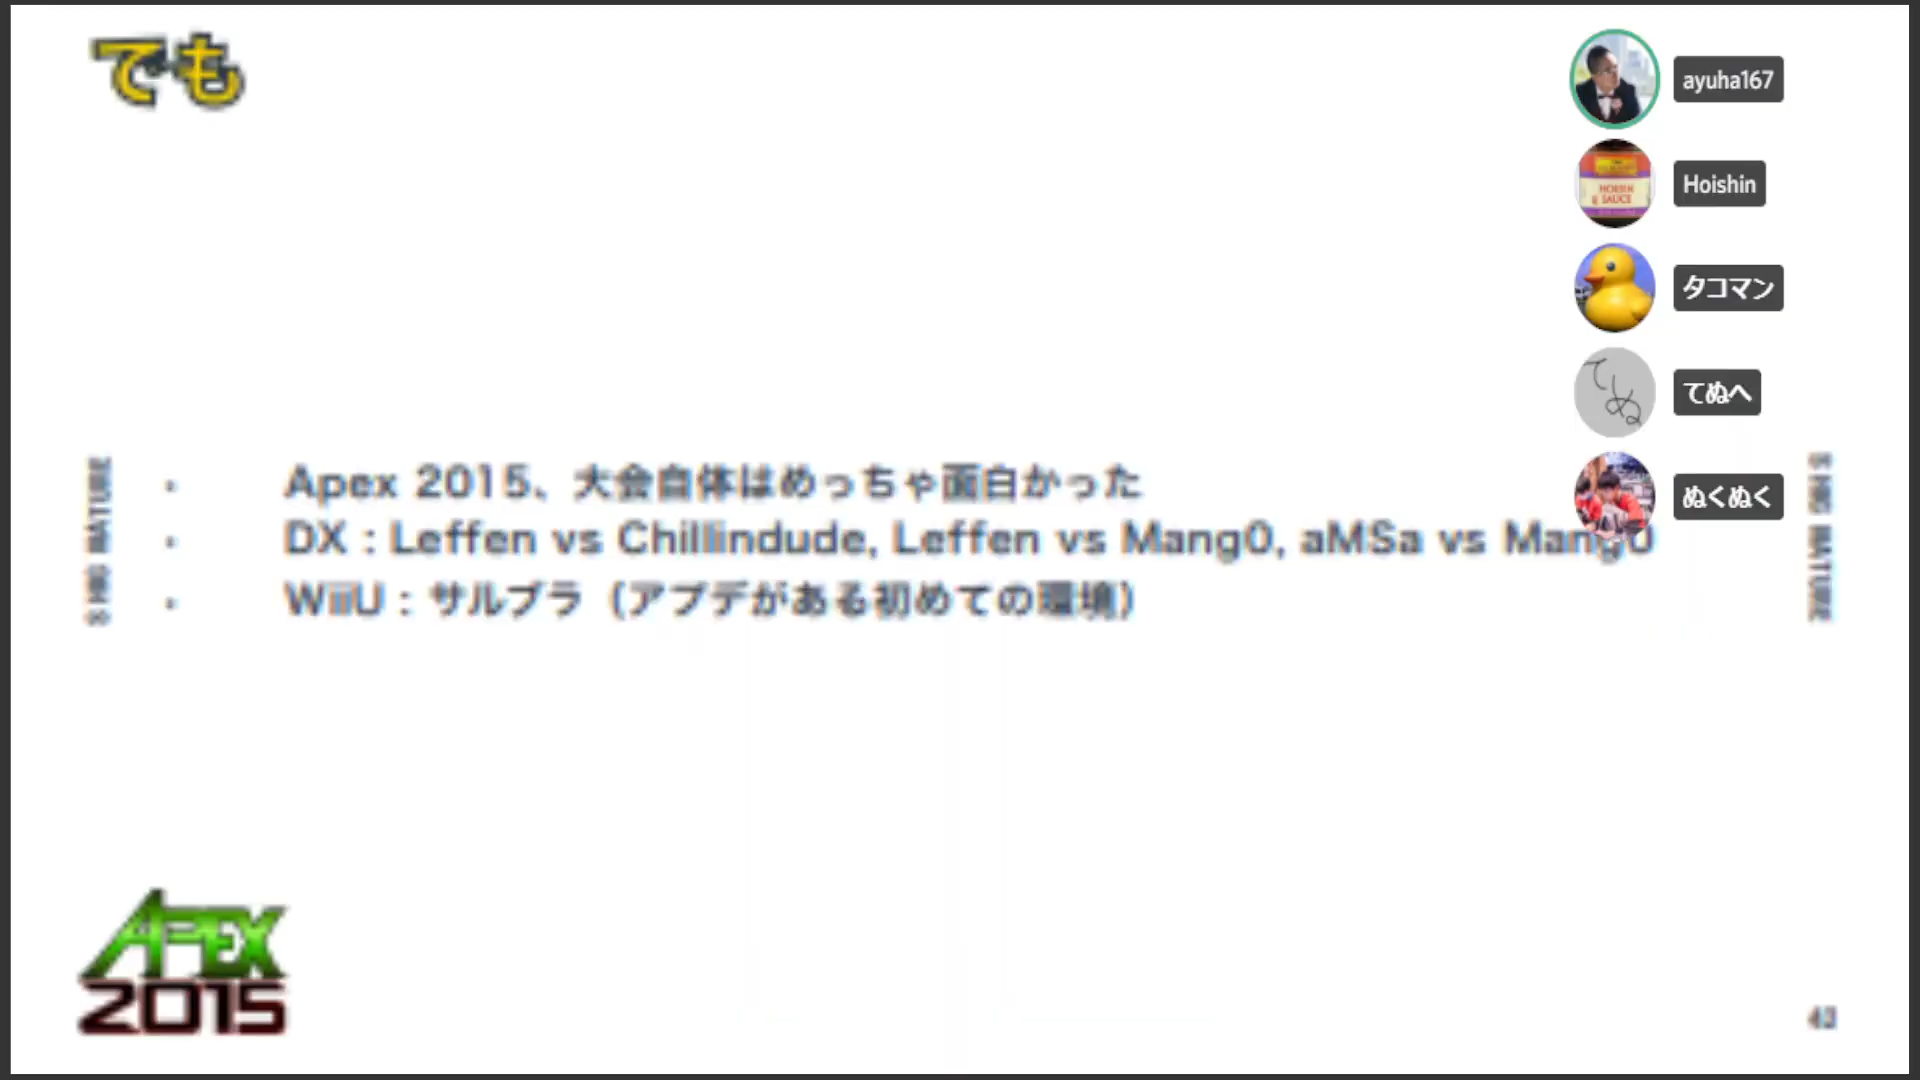 でも
ayuha167
Hoishin
タコマン
てぬへ
ぬくぬく
Apex 2015、大会自体はめっちゃ面白かった
DX : Leffen vs Chillindude, Leffen vs Mang0, aMSa vs Mang0
WiiU : サルブラ（アプデがある初めての環境）
APEX
2015